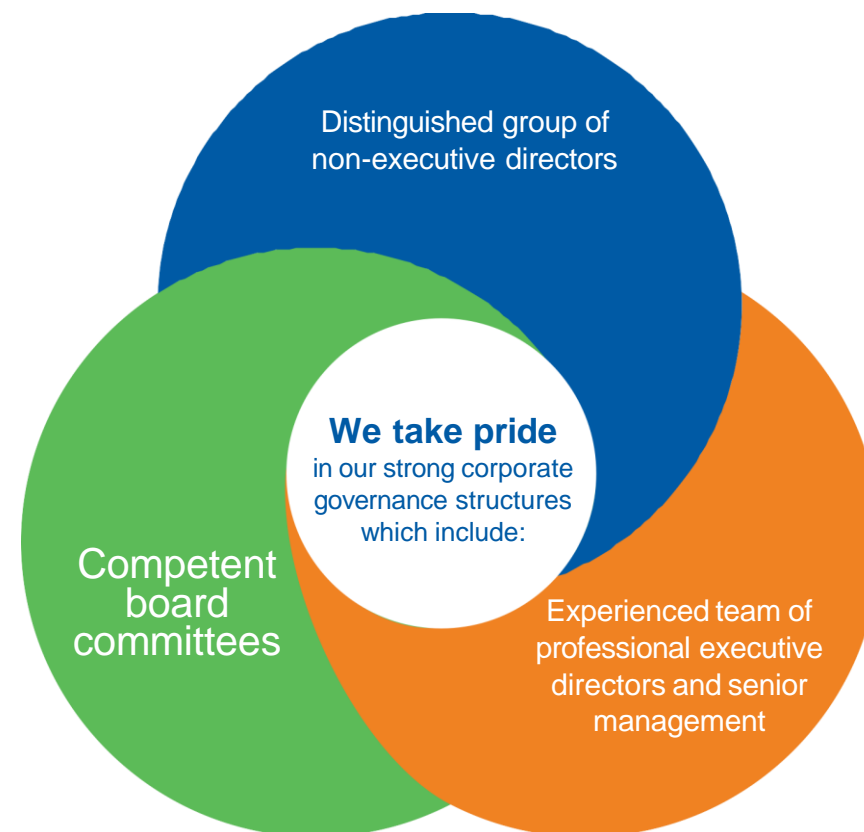 Distinguished group of
non-executive directors
We take pride
in our strong corporate
governance structures
which include:
Competent
board
committees
Experienced team of
professional executive
directors and senior
management